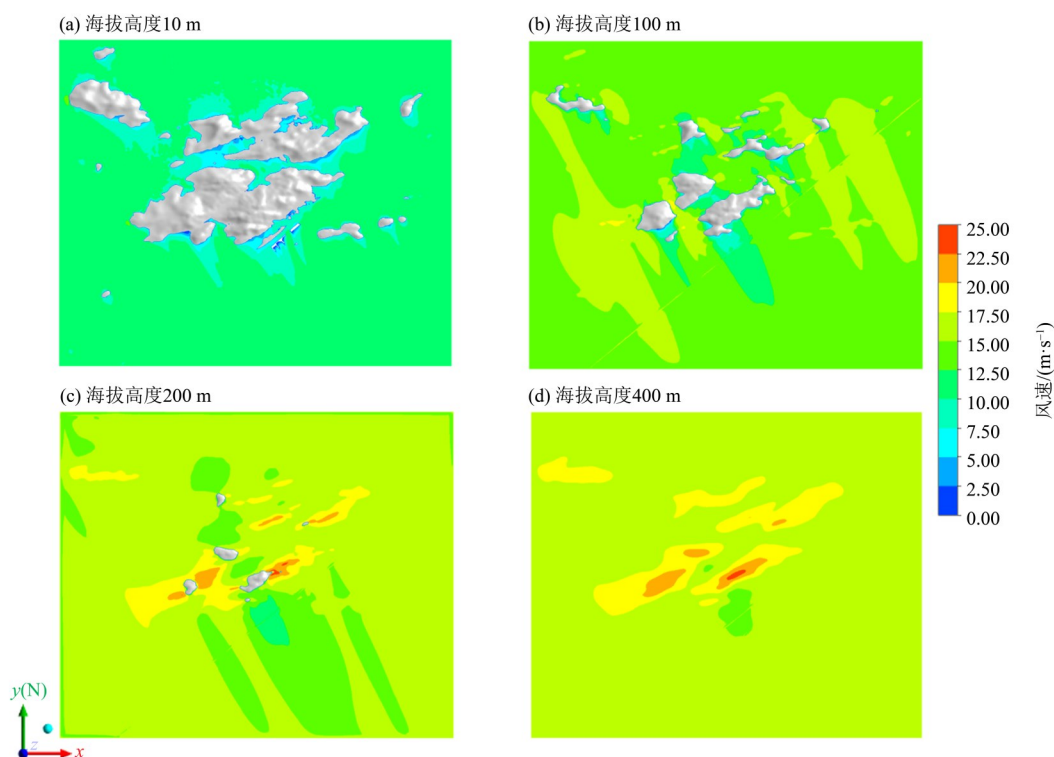 (a) 海拔高度10 m
(b) 海拔高度100 m
(c) 海拔高度200 m
(d) 海拔高度400 m
25.00
22.50
20.00
17.50
15.00
12.50
10.00
7.50
5.00
2.50
0.00
风速/(m·s⁻¹)
y(N)
z
x